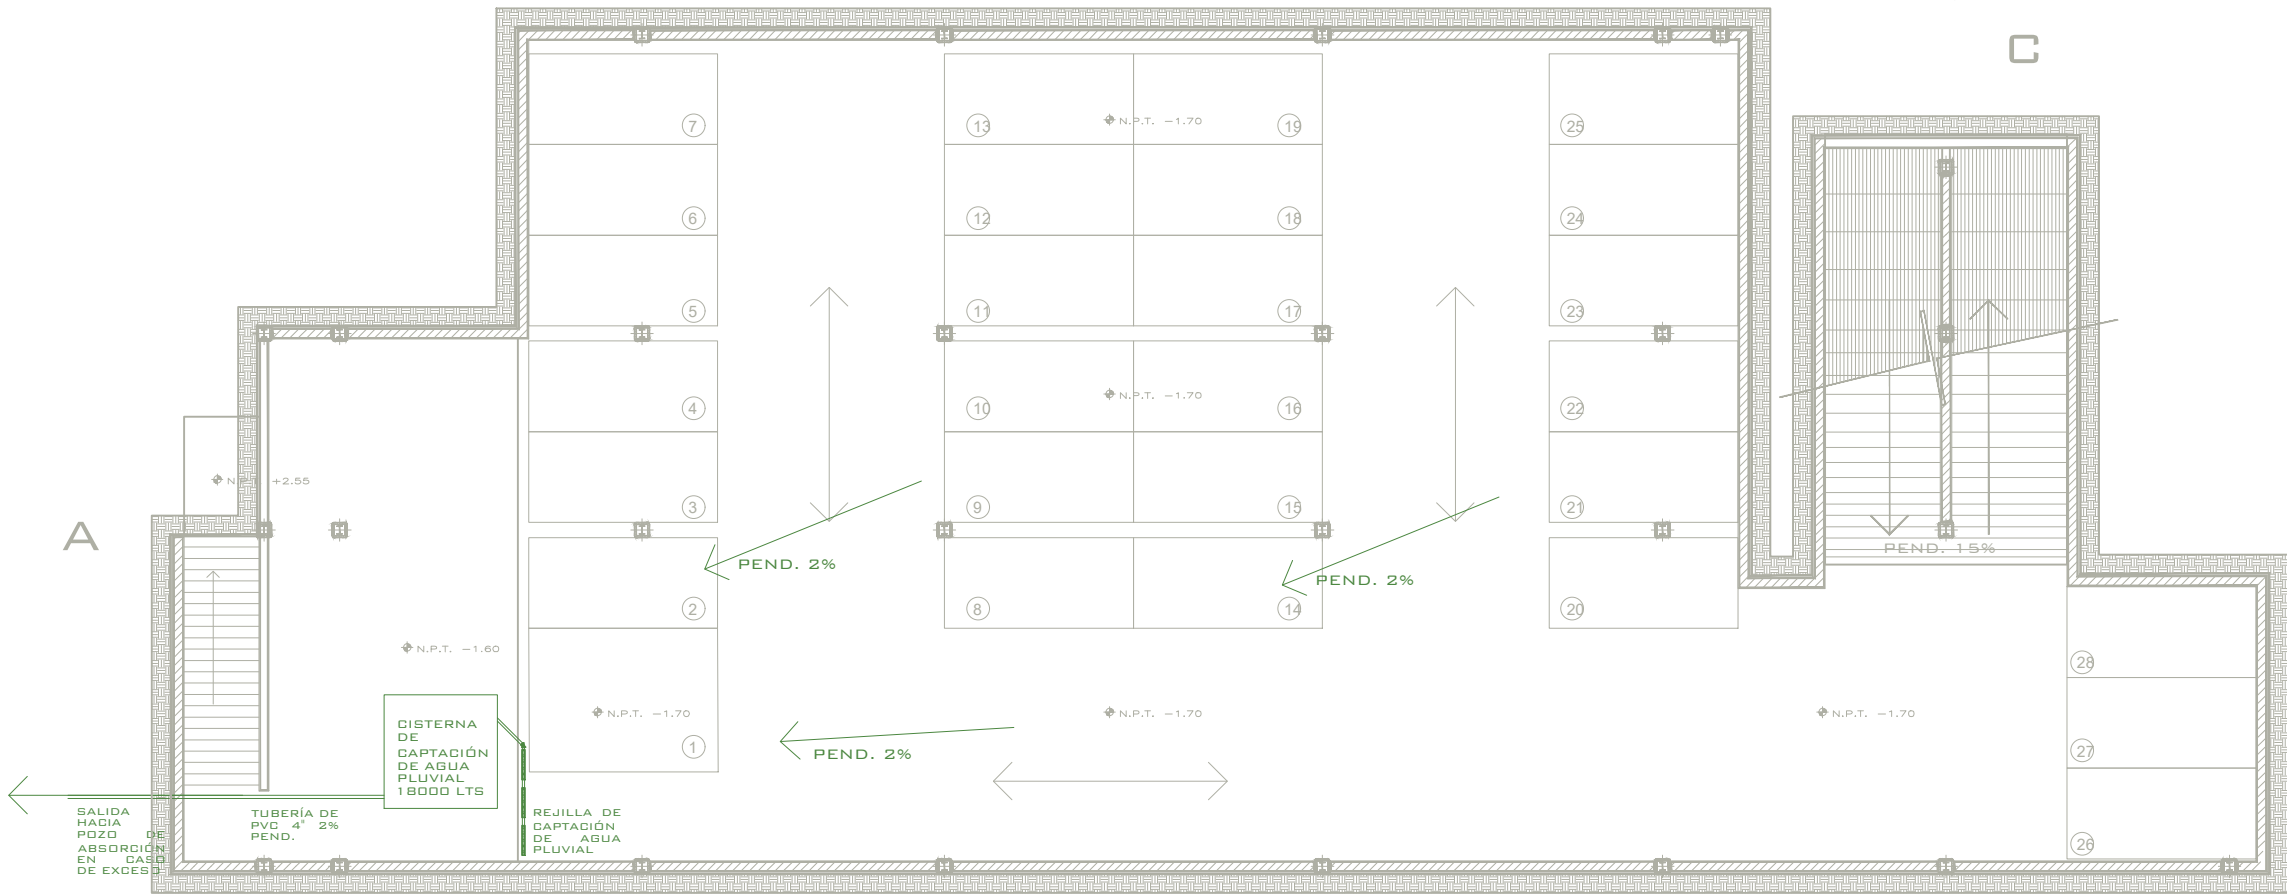 C
7
13
N.P.T. -1.70
19
25
6
12
18
24
5
11
17
23
4
10
N.P.T. -1.70
16
22
N.P.T. +2.55
3
9
15
21
A
PEND. 15%
PEND. 2%
PEND. 2%
2
8
14
20
N.P.T. -1.60
28
N.P.T. -1.70
N.P.T. -1.70
N.P.T. -1.70
1
PEND. 2%
27
CISTERNA
DE
CAPTACIÓN
DE AGUA
PLUVIAL
18000 LTS
SALIDA
HACIA
POZO DE
ABSORCIÓN
EN CASO
DE EXCESO
TUBERÍA DE
PVC 4" 2%
PEND.
REJILLA DE
CAPTACIÓN
DE AGUA
PLUVIAL
26